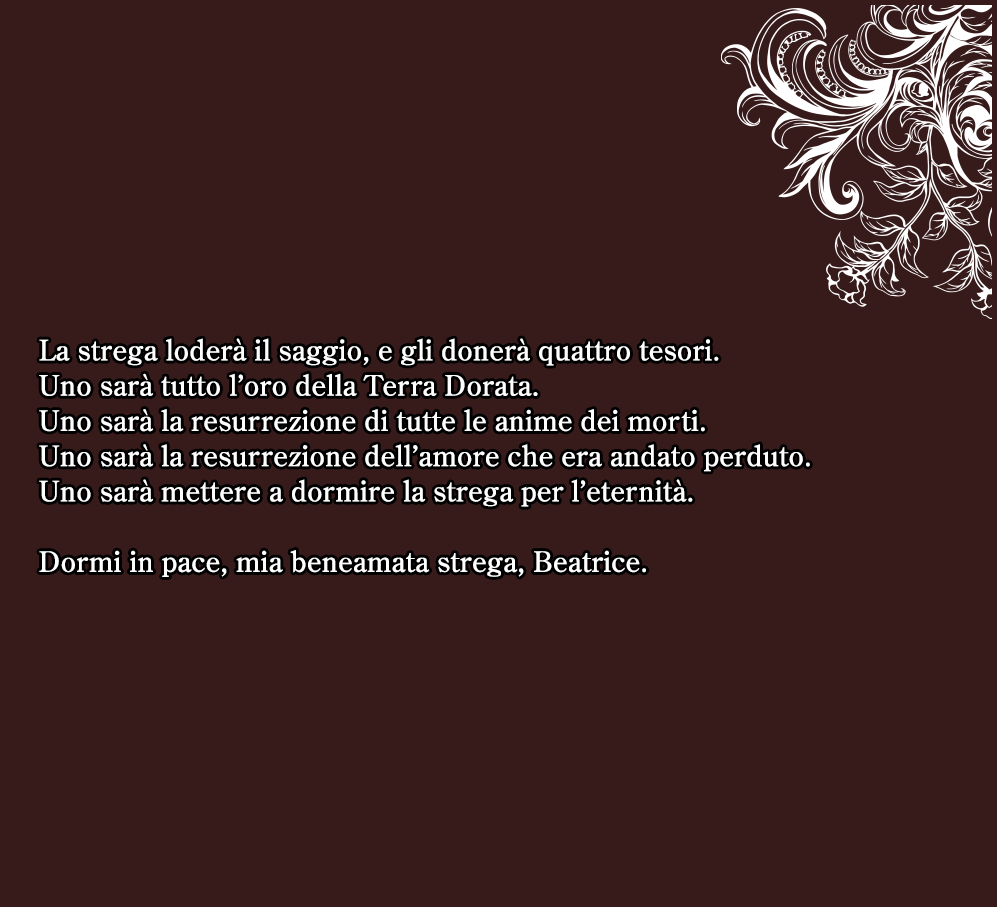 La strega loderà il saggio, e gli donerà quattro tesori.
Uno sarà tutto l’oro della Terra Dorata.
Uno sarà la resurrezione di tutte le anime dei morti.
Uno sarà la resurrezione dell’amore che era andato perduto.
Uno sarà mettere a dormire la strega per l’eternità.
Dormi in pace, mia beneamata strega, Beatrice.